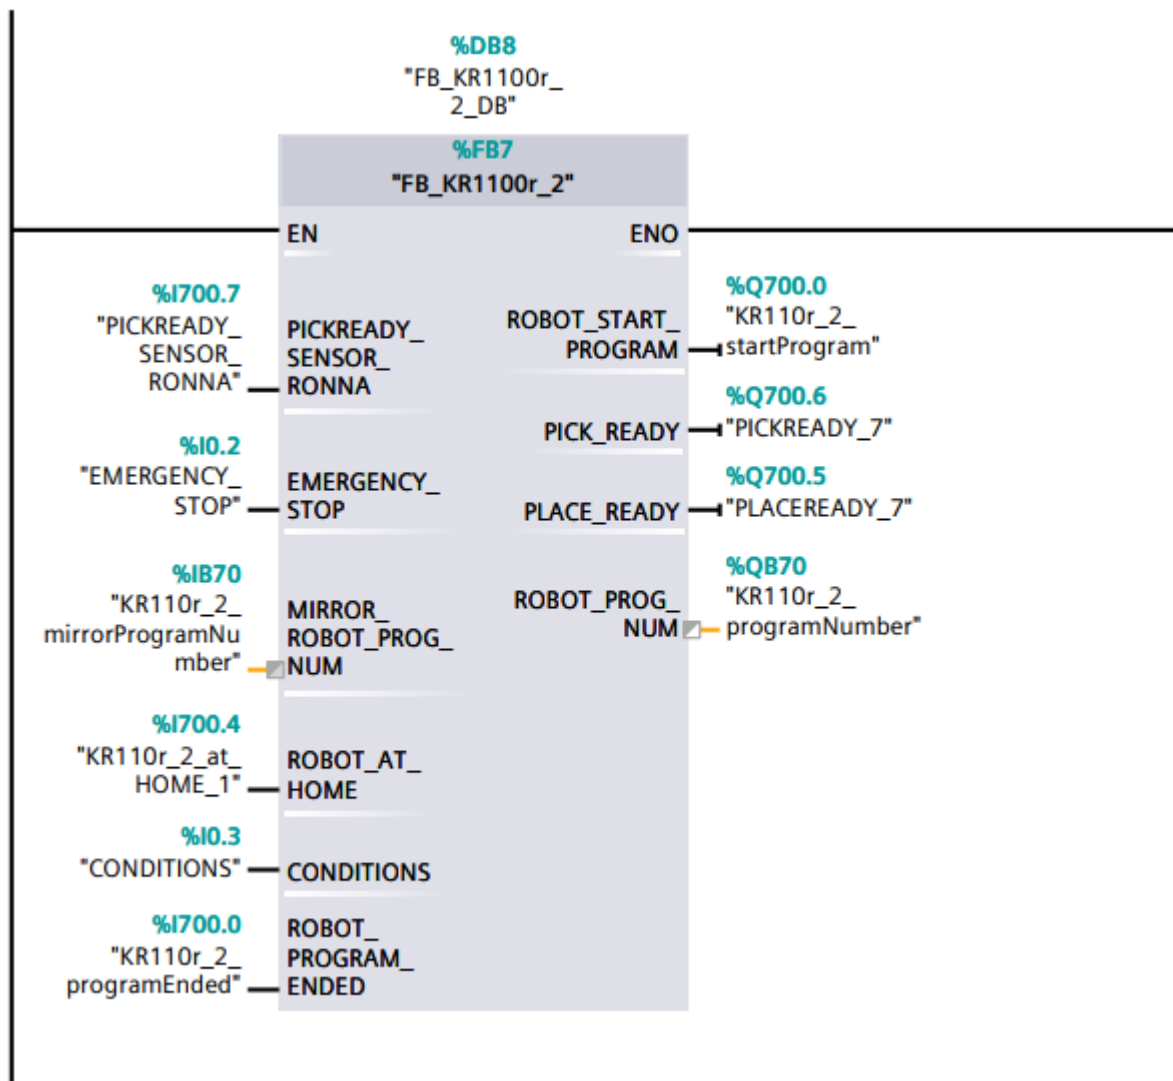 %DB8
"FB_KR1100r_
2_DB"
%FB7
"FB_KR1100r_2"
EN
ENO
%I700.7
"PICKREADY_
SENSOR_
RONNA"
PICKREADY_
SENSOR_
RONNA
ROBOT_START_
PROGRAM
%Q700.0
"KR110r_2_
startProgram"
PICK_READY
%Q700.6
"PICKREADY_7"
%I0.2
"EMERGENCY_
STOP"
EMERGENCY_
STOP
PLACE_READY
%Q700.5
"PLACEREADY_7"
%IB70
"KR110r_2_
mirrorProgramNu
mber"
MIRROR_
ROBOT_PROG_
NUM
ROBOT_PROG_
NUM
%QB70
"KR110r_2_
programNumber"
%I700.4
"KR110r_2_at_
HOME_1"
ROBOT_AT_
HOME
%I0.3
"CONDITIONS"
CONDITIONS
%I700.0
"KR110r_2_
programEnded"
ROBOT_
PROGRAM_
ENDED